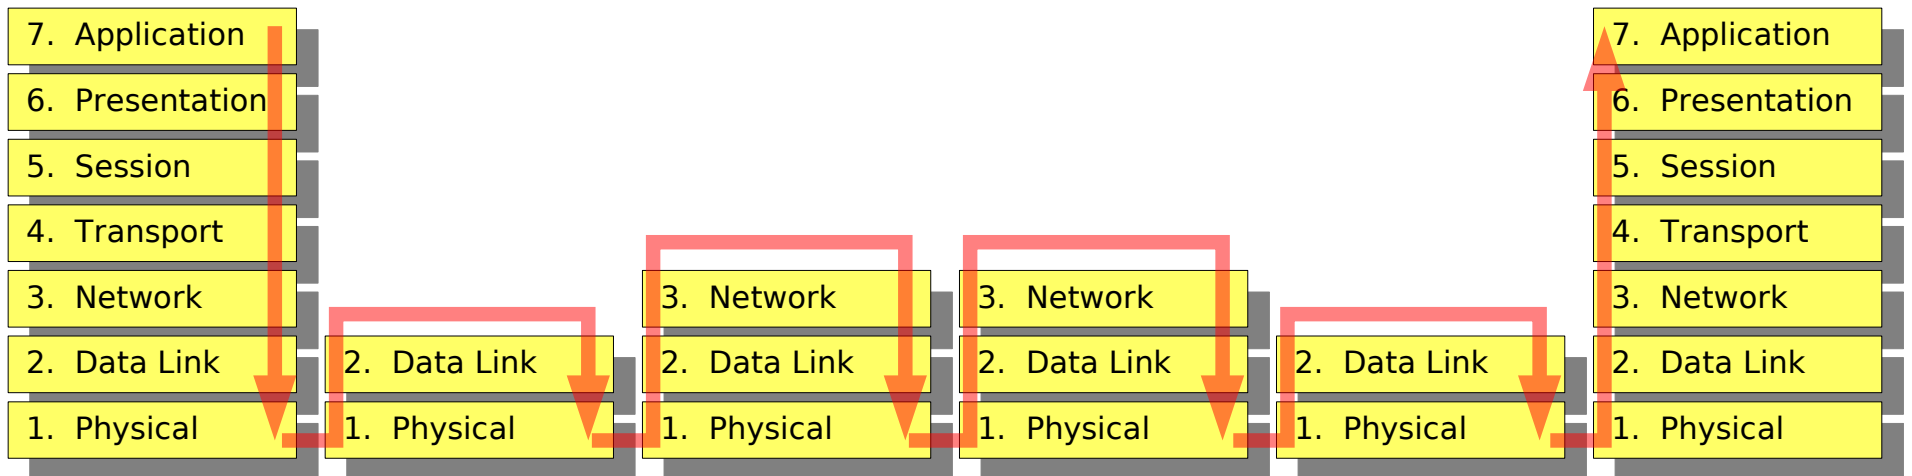 7. Application
6. Presentation
5. Session
4. Transport
3. Network
2. Data Link
1. Physical
2. Data Link
1. Physical
3. Network
2. Data Link
1. Physical
3. Network
2. Data Link
1. Physical
2. Data Link
1. Physical
7. Application
6. Presentation
5. Session
4. Transport
3. Network
2. Data Link
1. Physical